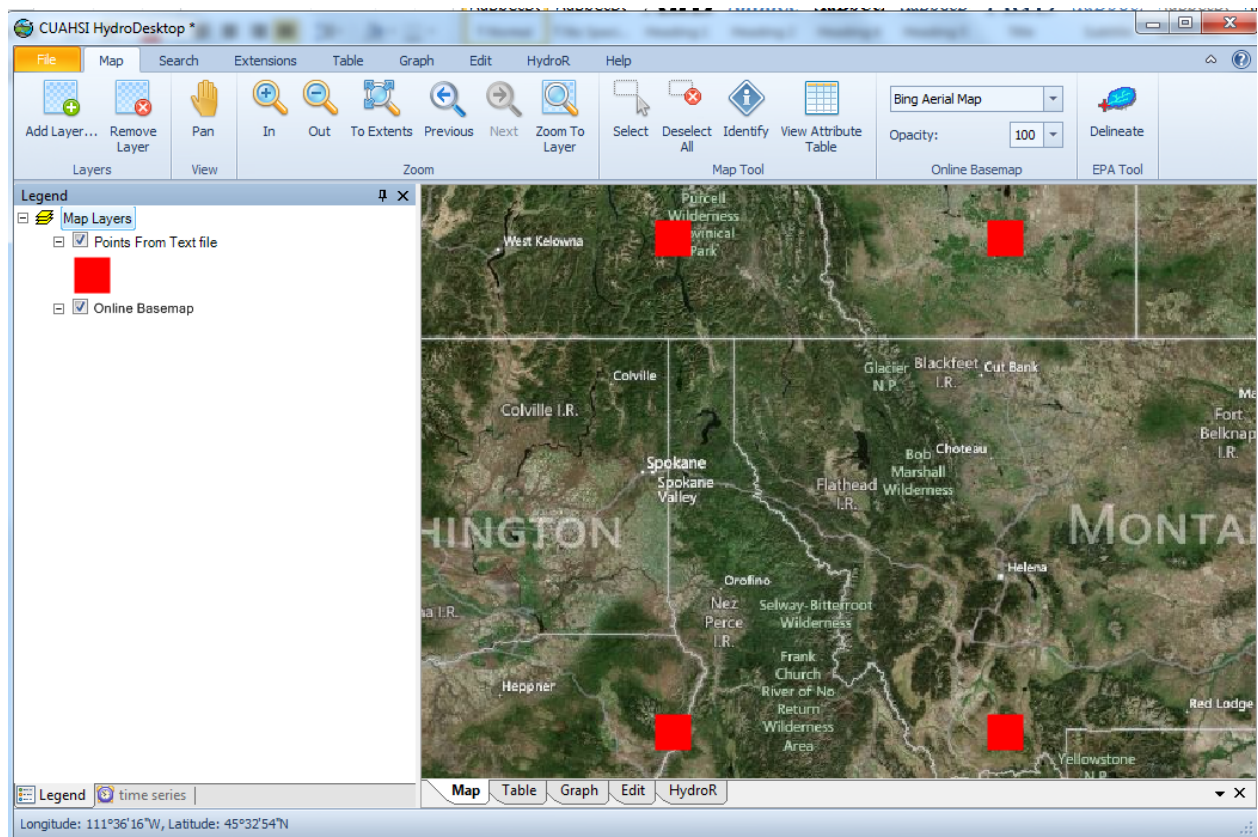 CUAHSI HydroDesktop *
File Map Search Extensions Table Graph Edit HydroR Help
Add Layer... Remove Layer Pan In Out To Extents Previous Next Zoom To Layer Select Deselect All Identify View Attribute Table Bing Aerial Map Opacity: 100 Delineate
Layers View Zoom Map Tool Online Basemap EPA Tool
Legend
Map Layers
Points From Text file
Online Basemap
Purcell
Wilderness
Park
West Kelowna
Colville
Glacier
N.P.
Blackfeet
I.R.
Cut Bank
Colville I.R.
Fort
Belknap
I.R.
Spokane
Spokane
Valley
Bob
Marshall
Wilderness
Choteau
Flathead
I.R.
HINGTON
MONTA
Helena
Orofino
Nez
Perce
I.R.
Selway-Bitterroot
Wilderness
I.R.
Frank
Church
River of No
Return
Wilderness
Area
Heppner
Red Lodge
Yellowstone
N.P.
Legend time series
Map Table Graph Edit HydroR
Longitude: 111°36'16"W, Latitude: 45°32'54"N